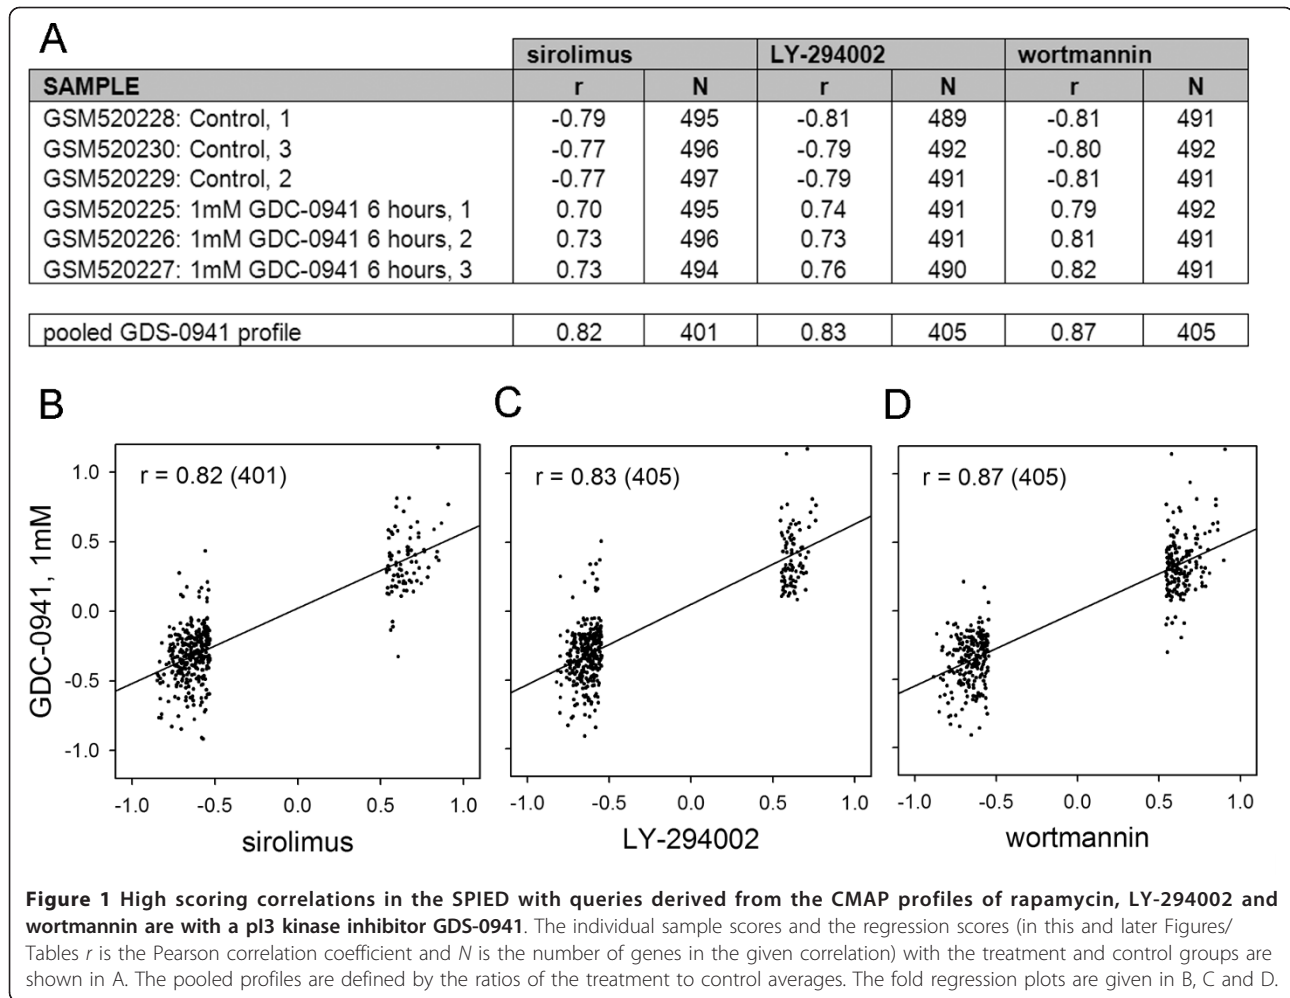 A
sirolimus LY-294002 wortmannin
SAMPLE r N r N r N
GSM520228: Control, 1 -0.79 495 -0.81 489 -0.81 491
GSM520230: Control, 3 -0.77 496 -0.79 492 -0.80 492
GSM520229: Control, 2 -0.77 497 -0.79 491 -0.81 491
GSM520225: 1mM GDC-0941 6 hours, 1 0.70 495 0.74 491 0.79 492
GSM520226: 1mM GDC-0941 6 hours, 2 0.73 496 0.73 491 0.81 491
GSM520227: 1mM GDC-0941 6 hours, 3 0.73 494 0.76 490 0.82 491
pooled GDS-0941 profile 0.82 401 0.83 405 0.87 405
B
r = 0.82 (401)
GDC-0941, 1mM
1.0
0.5
0.0
-0.5
-1.0
-1.0 -0.5 0.0 0.5 1.0
sirolimus
C
r = 0.83 (405)
-1.0 -0.5 0.0 0.5 1.0
LY-294002
D
r = 0.87 (405)
-1.0 -0.5 0.0 0.5 1.0
wortmannin
Figure 1 High scoring correlations in the SPIED with queries derived from the CMAP profiles of rapamycin, LY-294002 and
wortmannin are with a pI3 kinase inhibitor GDS-0941. The individual sample scores and the regression scores (in this and later Figures/
Tables r is the Pearson correlation coefficient and N is the number of genes in the given correlation) with the treatment and control groups are
shown in A. The pooled profiles are defined by the ratios of the treatment to control averages. The fold regression plots are given in B, C and D.